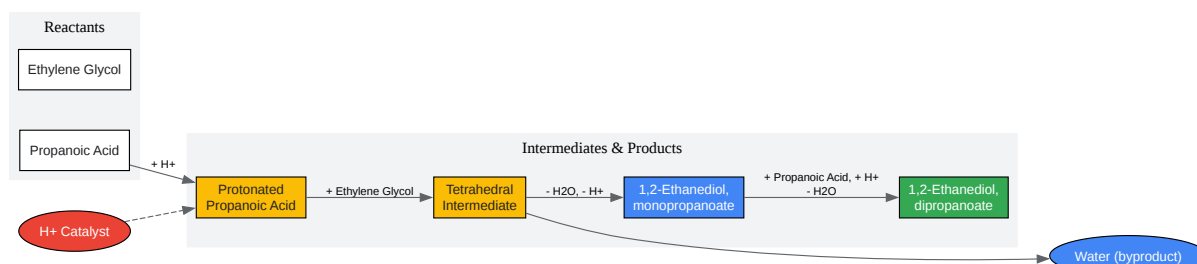 Reactants
Ethylene Glycol
Propanoic Acid
+ H+
H+ Catalyst
Intermediates & Products
Protonated
Propanoic Acid
+ Ethylene Glycol
Tetrahedral
Intermediate
- H2O, - H+
1,2-Ethanediol,
monopropanoate
+ Propanoic Acid, + H+
- H2O
1,2-Ethanediol,
dipropanoate
Water (byproduct)